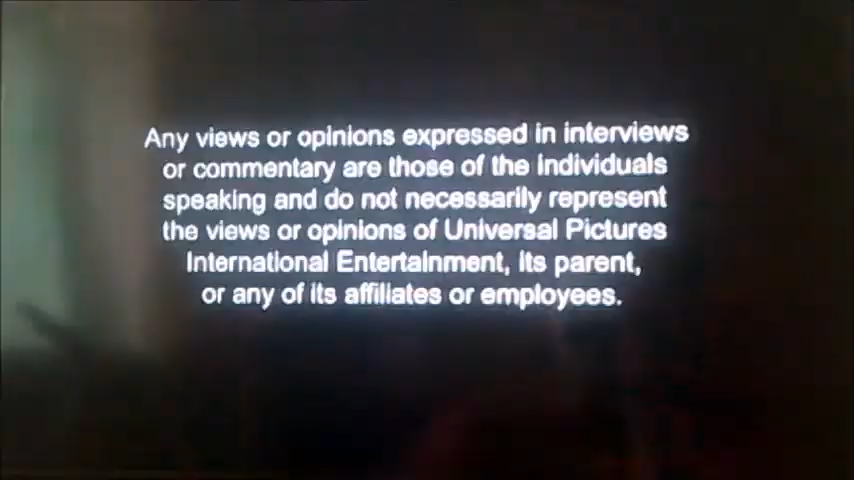 Any views or opinions expressed in interviews
or commentary are those of the individuals
speaking and do not necessarily represent
the views or opinions of Universal Pictures
International Entertainment, its parent,
or any of its affiliates or employees.